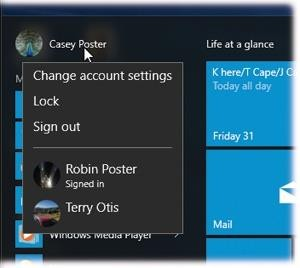 Casey Poster
Life at a glance
Change account settings
Lock
Sign out
Robin Poster
Signed in
Terry Otis
M
Windows Media Player
K here/T Cape/J C
Today all day
Friday 31
Mail